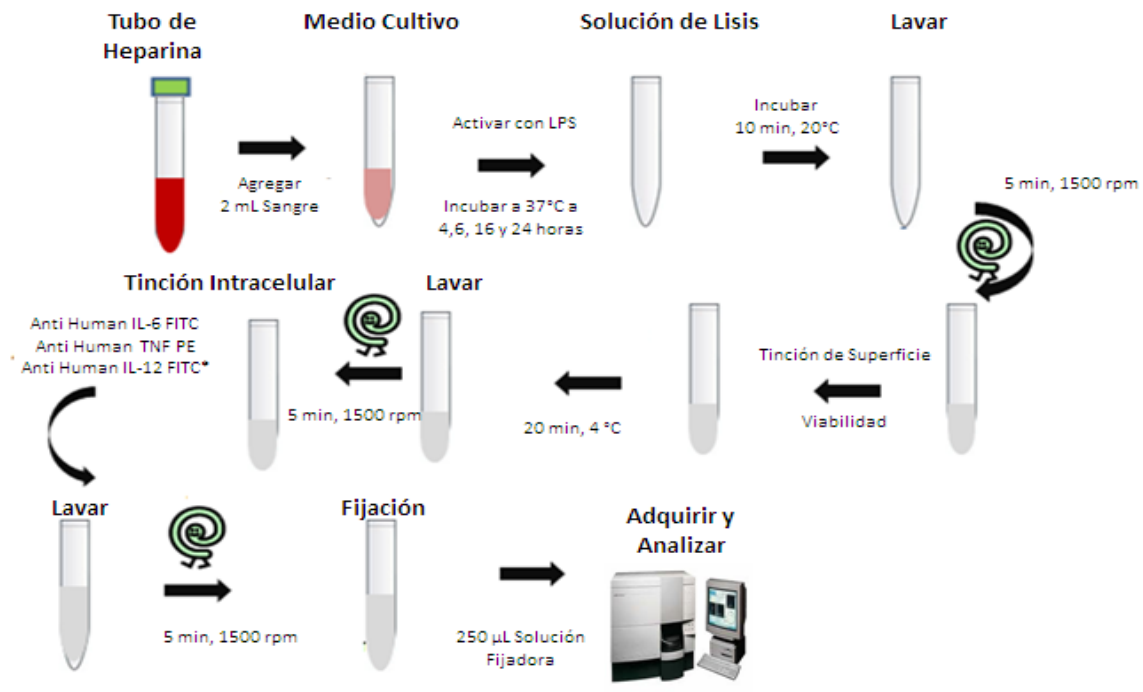 Tubo de
Heparina
Medio Cultivo
Solución de Lisis
Lavar
Agregar
2 mL Sangre
Activar con LPS
Incubar a 37°C a
4,6, 16 y 24 horas
Incubar
10 min, 20°C
5 min, 1500 rpm
Tinción de Superficie
Viabilidad
20 min, 4 °C
Lavar
5 min, 1500 rpm
Tinción Intracelular
Anti Human IL-6 FITC
Anti Human TNF PE
Anti Human IL-12 FITC*
Lavar
5 min, 1500 rpm
Fijación
250 µL Solución
Fijadora
Adquirir y
Analizar